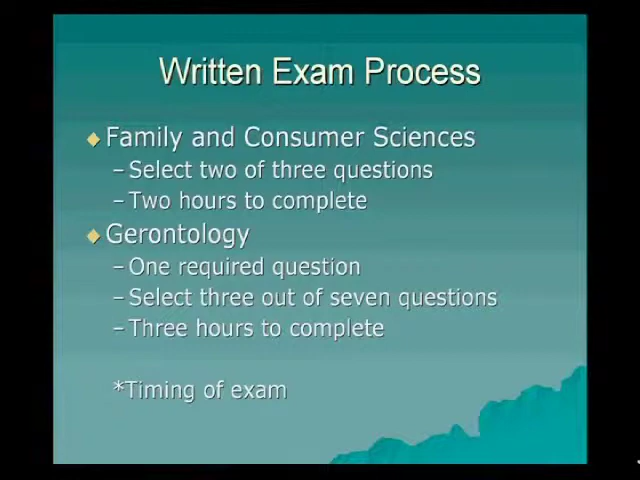 Written Exam Process
Family and Consumer Sciences
–Select two of three questions
–Two hours to complete
Gerontology
–One required question
–Select three out of seven questions
–Three hours to complete
*Timing of exam